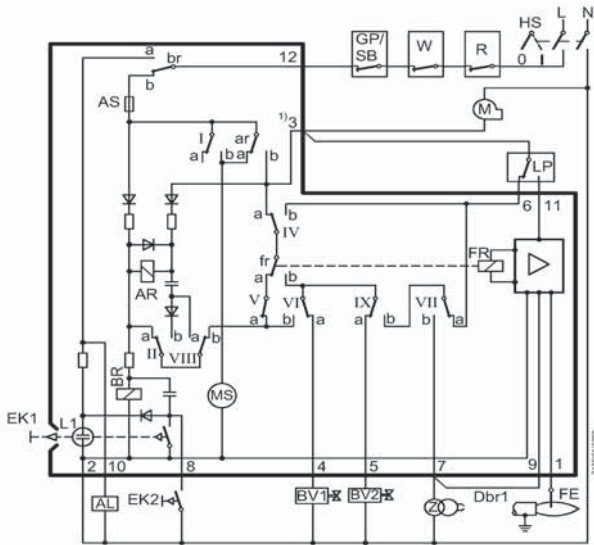 HS L N
0 I
GP/
SB
W
R
a
br
12
b
AS
M
1)3
I
ar
a b a b
LP
6 11
a b
IV
fr
FR
a b
AR
V VI IX VII
a b
II
a b
VIII
a b a
a b
b a
BR
MS
EK1
L1
2 10 8 4 5 7 9 1
AL
EK2
BV1
BV2
Z
Dbr1
FE